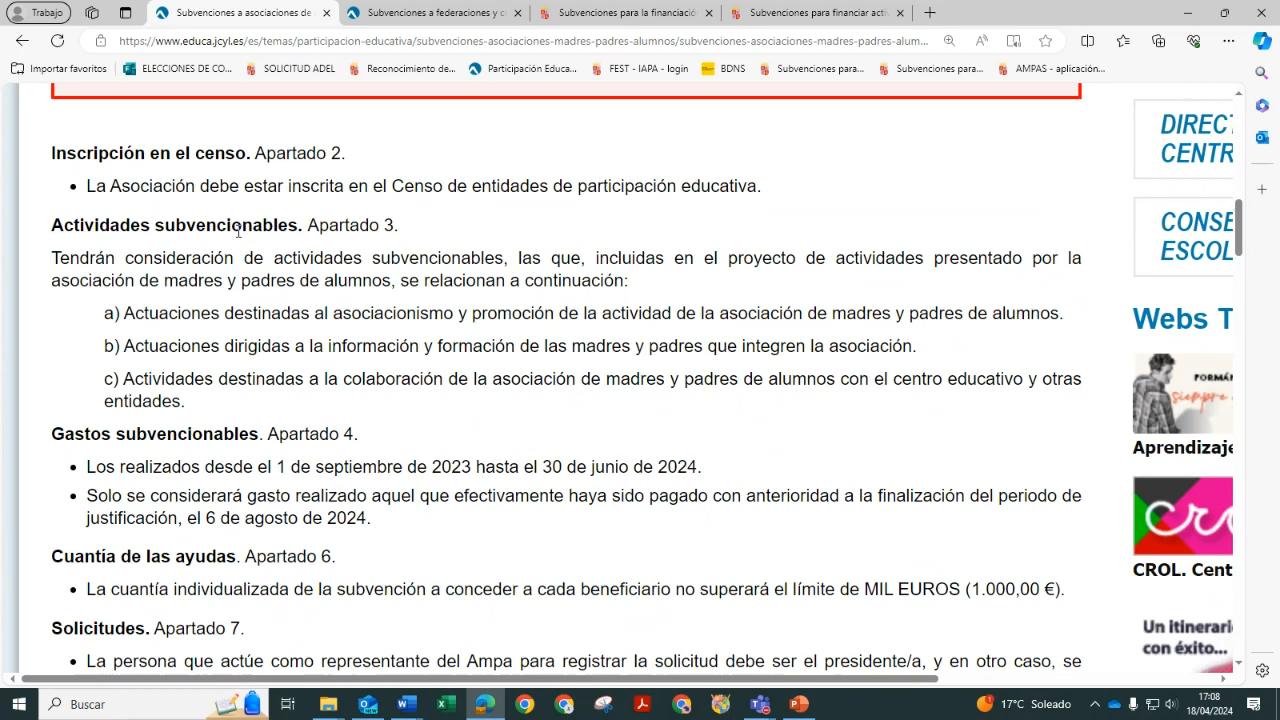 Trabajo
Subvenciones a asociaciones de
Subvenciones a federaciones y c
Subvenciones para la financiació
Subvenciones para financiar acti
https://www.educa.jcyl.es/es/temas/participacion-educativa/subvenciones-asociaciones-madres-padres-alumnos/subvenciones-asociaciones-madres-padres-alum...
Importar favoritos
ELECCIONES DE CO...
SOLICITUD ADEL
Reconocimiento de...
Participación Educa...
FEST - IAPA - login
BDNS
Subvenciones para...
Subvenciones para...
AMPAS - aplicación...
Inscripción en el censo. Apartado 2.
• La Asociación debe estar inscrita en el Censo de entidades de participación educativa.
Actividades subvencionables. Apartado 3.
Tendrán consideración de actividades subvencionables, las que, incluidas en el proyecto de actividades presentado por la
asociación de madres y padres de alumnos, se relacionan a continuación:
a) Actuaciones destinadas al asociacionismo y promoción de la actividad de la asociación de madres y padres de alumnos.
b) Actuaciones dirigidas a la información y formación de las madres y padres que integren la asociación.
c) Actividades destinadas a la colaboración de la asociación de madres y padres de alumnos con el centro educativo y otras
entidades.
Gastos subvencionables. Apartado 4.
• Los realizados desde el 1 de septiembre de 2023 hasta el 30 de junio de 2024.
• Solo se considerará gasto realizado aquel que efectivamente haya sido pagado con anterioridad a la finalización del periodo de
justificación, el 6 de agosto de 2024.
Cuantía de las ayudas. Apartado 6.
• La cuantía individualizada de la subvención a conceder a cada beneficiario no superará el límite de MIL EUROS (1.000,00 €).
Solicitudes. Apartado 7.
• La persona que actúe como representante del Ampa para registrar la solicitud debe ser el presidente/a, y en otro caso, se
DIRECT
CENTR
CONSE
ESCOL
Webs T
FORMÁN
siempre
Aprendizaje
cro
CROL. Cent
Un itinerari
con éxito...
Buscar
17°C Soleado
17:08
18/04/2024